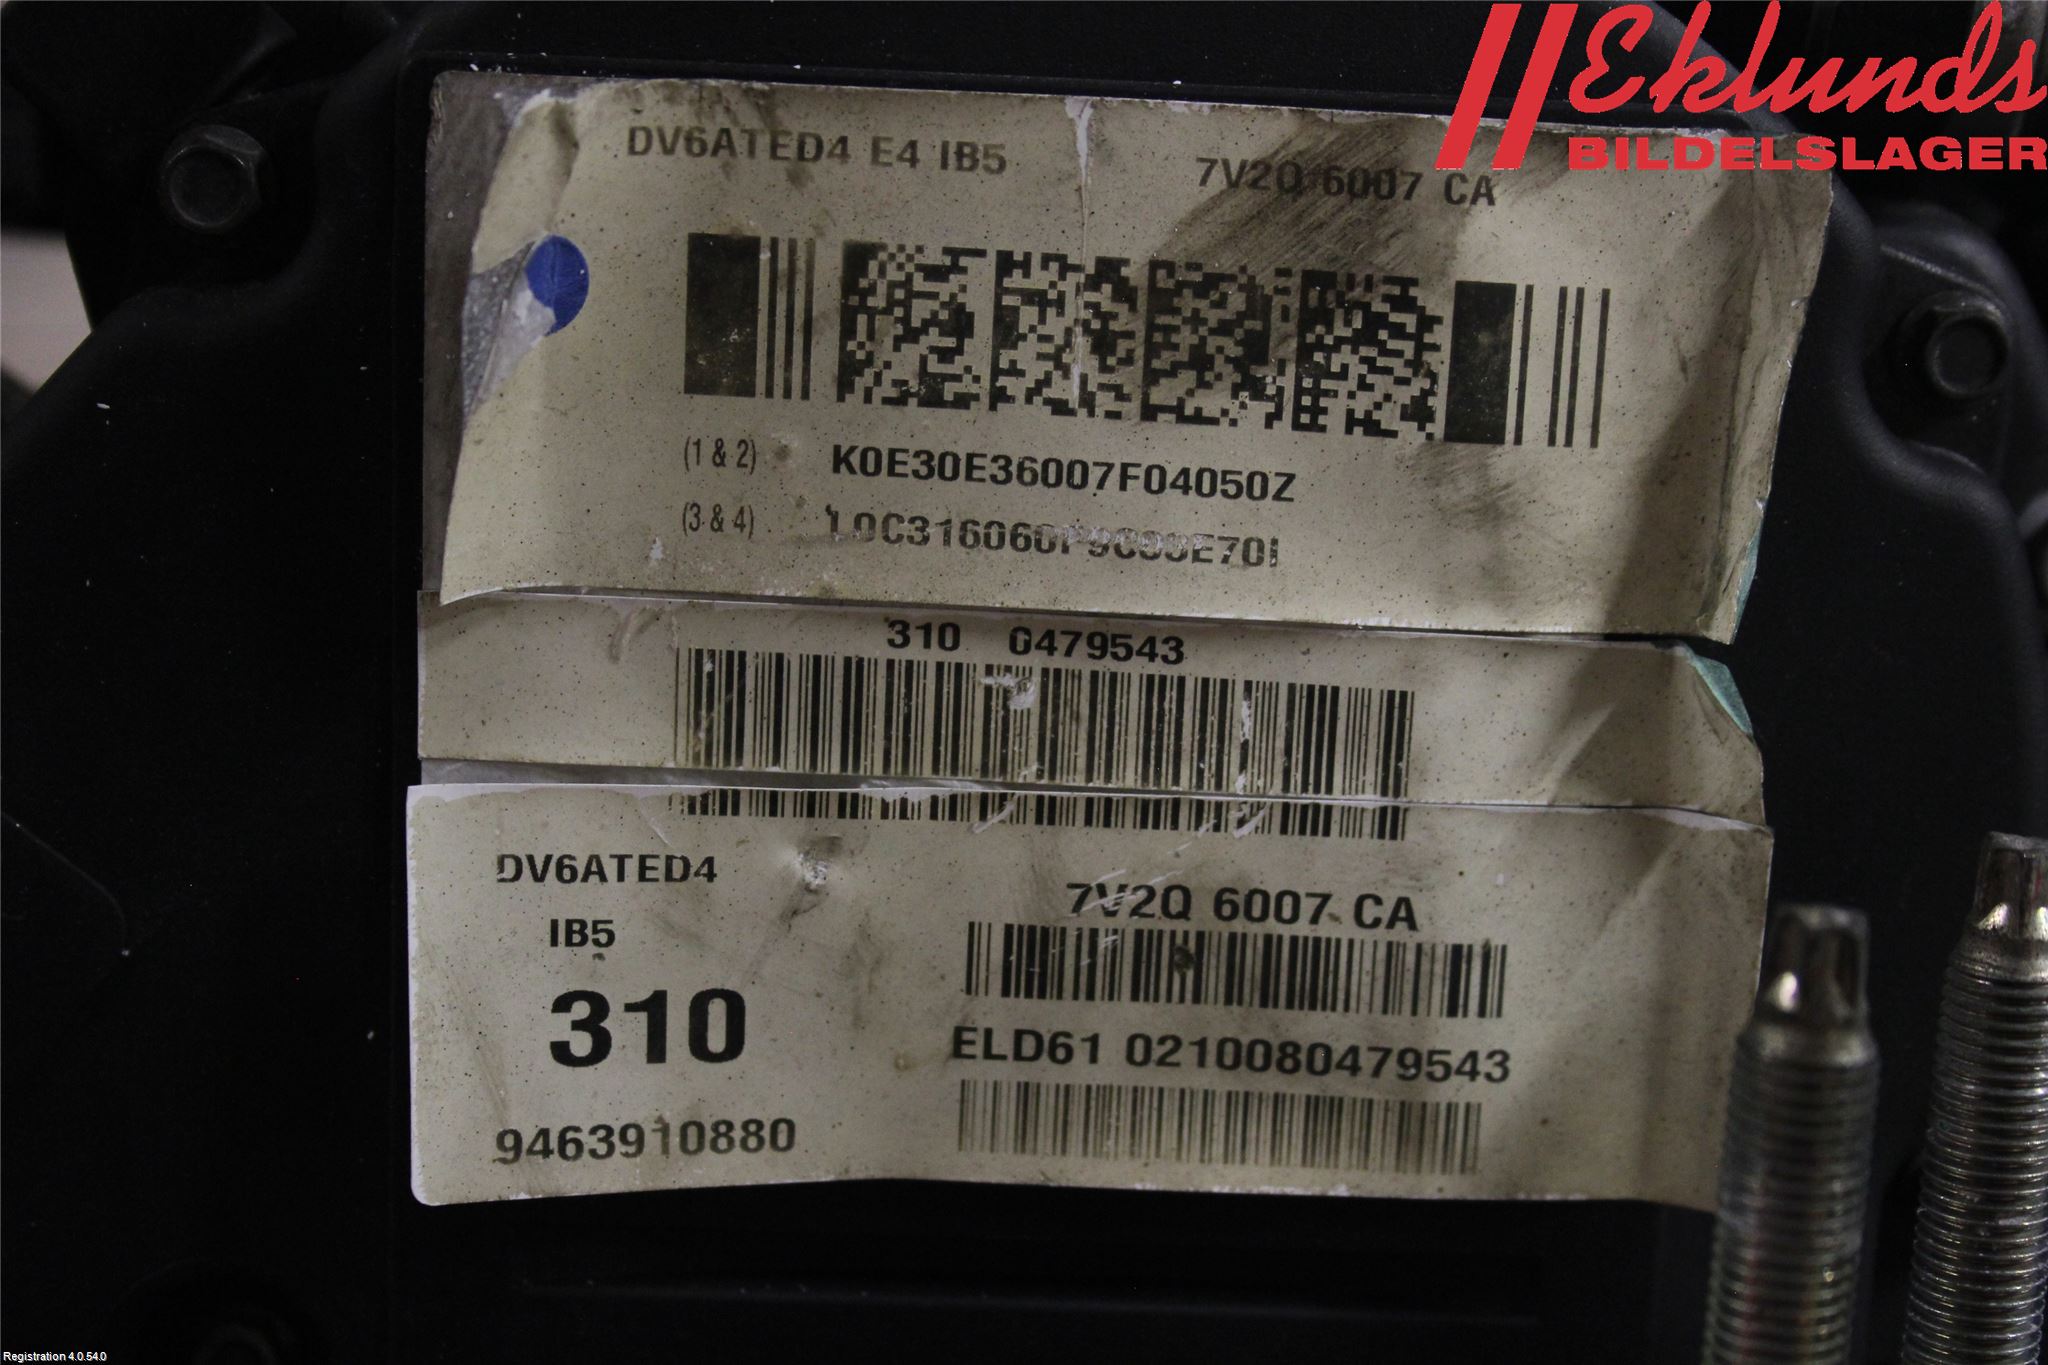 Eklunds
BILDELSLAGER
DV6ATED4 E4 IB5
7V2Q 6007 CA
(1 & 2) K0E30E36007F04050Z
(3 & 4)
310 0479543
DV6ATED4
IB5
310
9463910880
7V2Q 6007 CA
ELD61 0210080479543
Registration 4.0.54.0